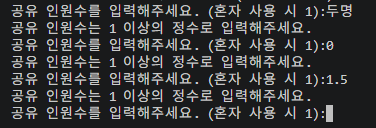 공유 인원수를 입력해주세요. (혼자 사용 시 1):두명
공유 인원수는 1 이상의 정수로 입력해주세요.
공유 인원수를 입력해주세요. (혼자 사용 시 1):0
공유 인원수는 1 이상의 정수로 입력해주세요.
공유 인원수를 입력해주세요. (혼자 사용 시 1):1.5
공유 인원수는 1 이상의 정수로 입력해주세요.
공유 인원수를 입력해주세요. (혼자 사용 시 1):